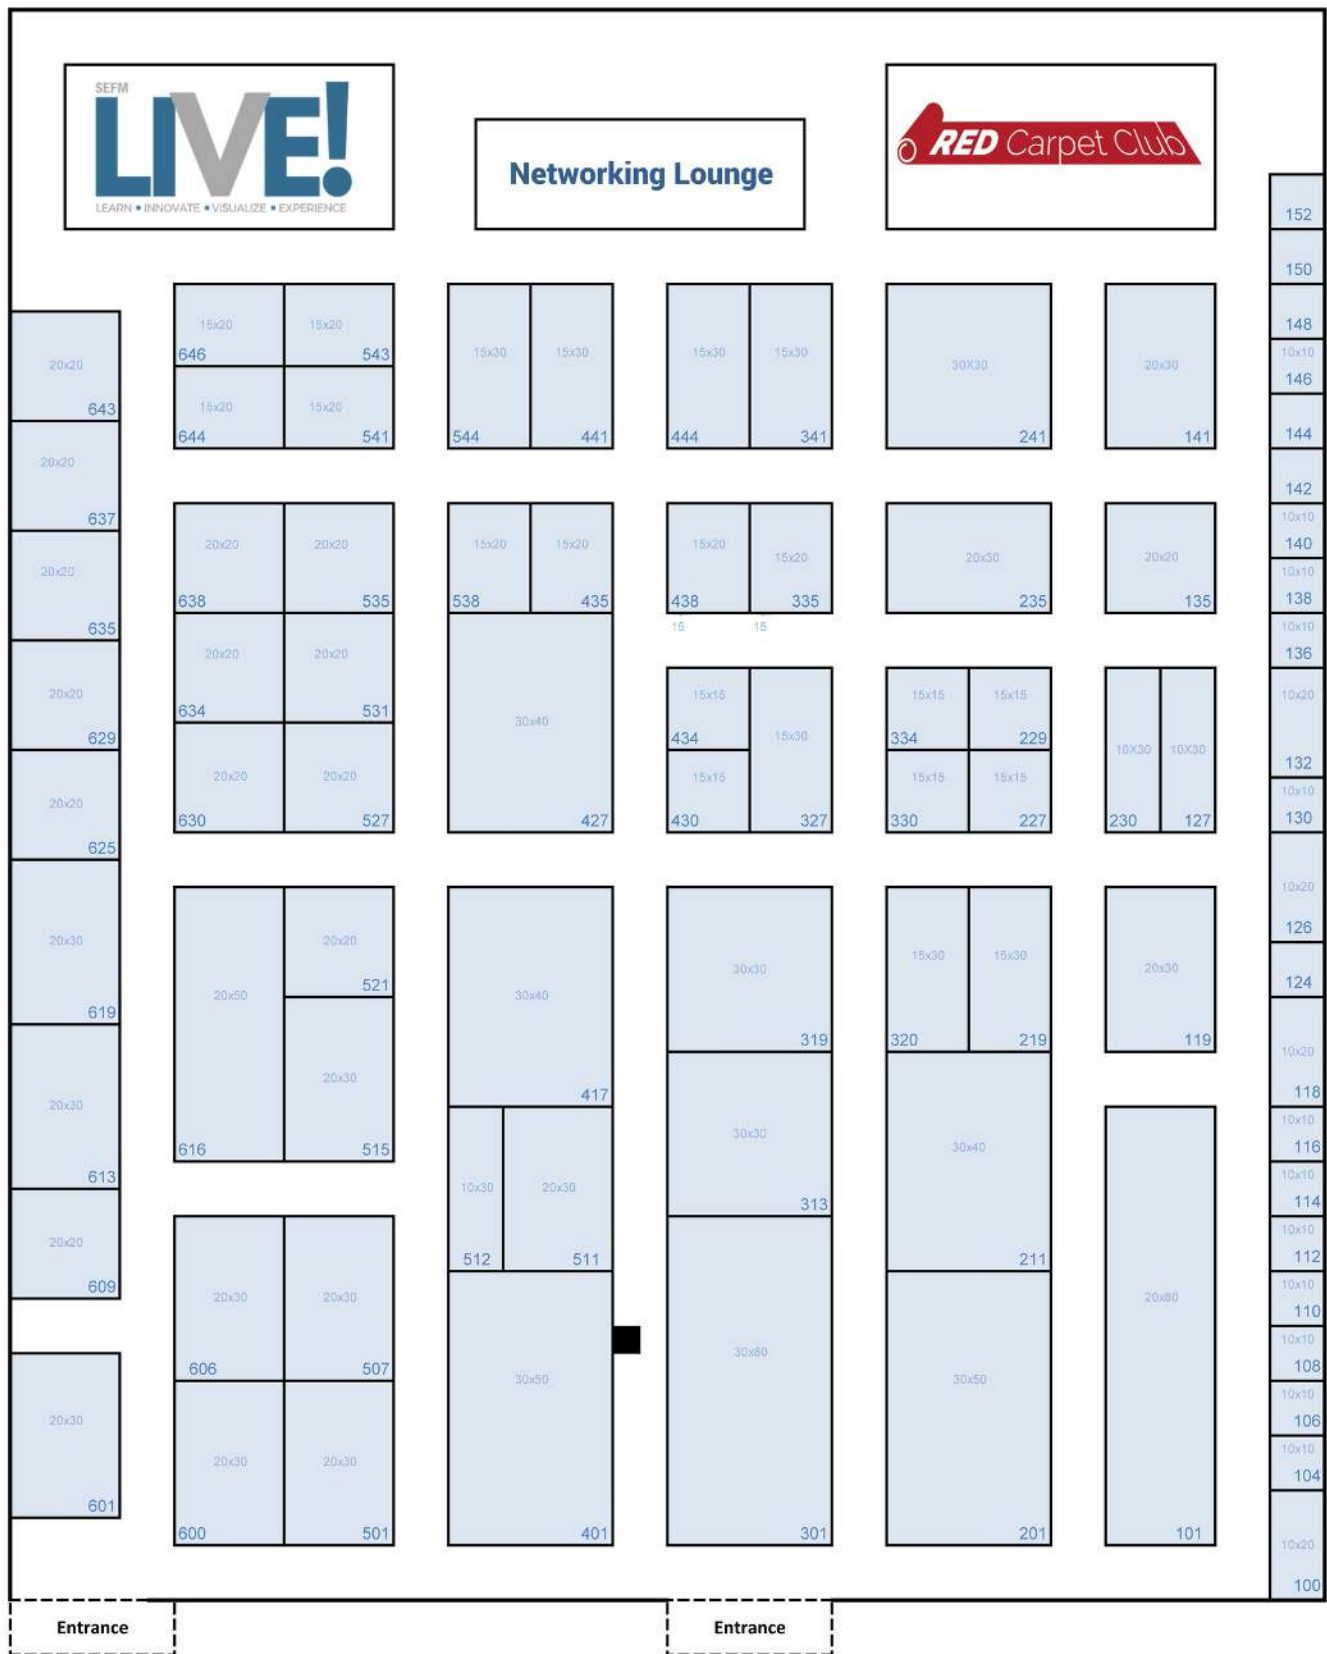 SEFM
LIVE!
LEARN • INNOVATE • VISUALIZE • EXPERIENCE
Networking Lounge
RED Carpet Club
152
150
148
10x10
146
144
142
10x10
140
10x10
138
10x10
136
10x20
132
10x10
130
10x20
126
124
10x20
118
10x10
116
10x10
114
10x10
112
10x10
110
10x10
108
10x10
106
10x10
104
10x20
100
20x20
643
20x20
637
20x20
635
20x20
629
20x20
625
20x30
619
20x30
613
20x20
609
20x30
601
15x20
646
15x20
543
15x20
644
15x20
541
15x30
544
15x30
441
15x30
444
15x30
341
30X30
241
20x30
141
20x20
638
20x20
535
20x20
634
20x20
531
20x20
630
20x20
527
15x20
538
15x20
435
30x40
427
15x20
438
15x20
335
15
15
15x15
434
15x15
430
15x30
327
20x30
235
20x20
135
15x15
334
15x15
229
15x15
330
15x15
227
10X30
230
10X30
127
20x50
616
20x20
521
20x30
515
30x40
417
10x30
512
20x30
511
30x50
401
30x30
319
30x30
313
30x60
301
15x30
320
15x30
219
30x40
211
30x50
201
20x30
119
20x80
101
20x30
606
20x30
507
20x30
600
20x30
501
Entrance
Entrance